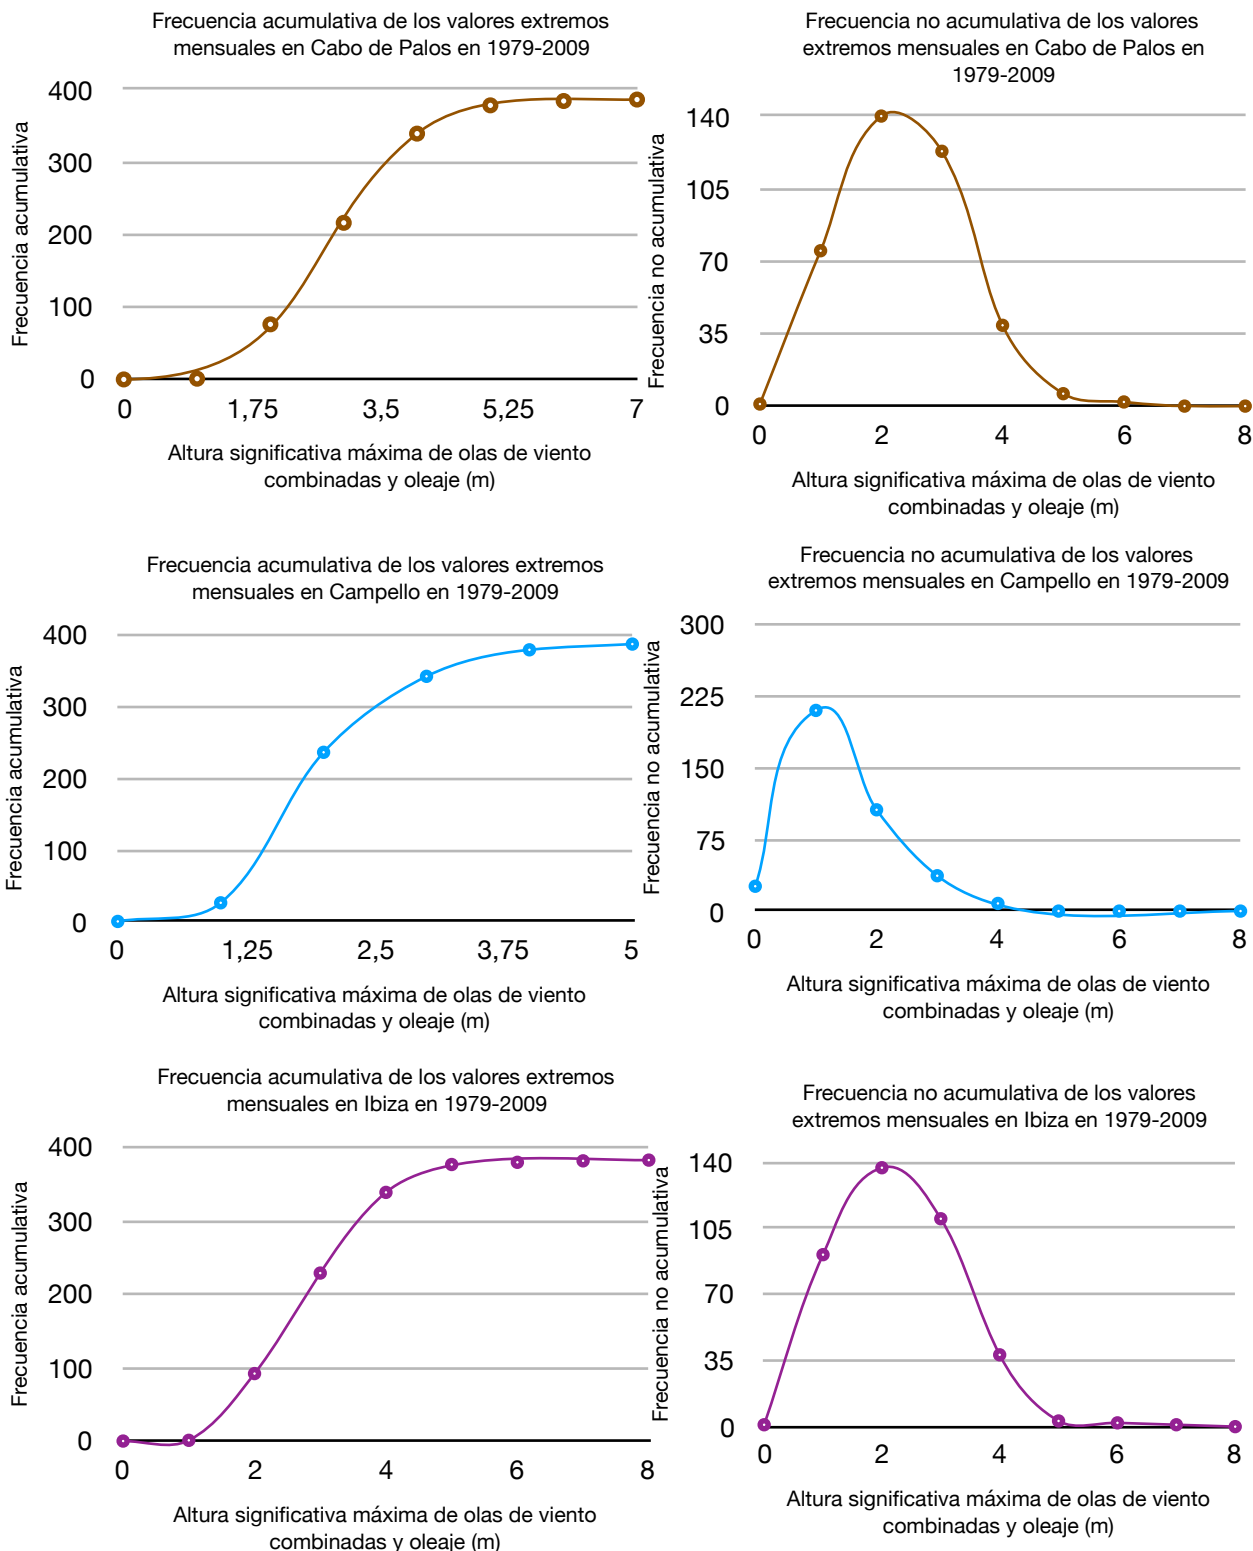 Frecuencia acumulativa de los valores extremos
mensuales en Cabo de Palos en 1979-2009
Frecuencia acumulativa
400
300
200
100
0
0
1,75
3,5
5,25
7
Altura significativa máxima de olas de viento
combinadas y oleaje (m)
Frecuencia no acumulativa de los valores
extremos mensuales en Cabo de Palos en
1979-2009
Frecuencia no acumulativa
140
105
70
35
0
0
2
4
6
8
Altura significativa máxima de olas de viento
combinadas y oleaje (m)
Frecuencia acumulativa de los valores extremos
mensuales en Campello en 1979-2009
Frecuencia acumulativa
400
300
200
100
0
0
1,25
2,5
3,75
5
Altura significativa máxima de olas de viento
combinadas y oleaje (m)
Frecuencia no acumulativa de los valores
extremos mensuales en Campello en 1979-2009
Frecuencia no acumulativa
300
225
150
75
0
0
2
4
6
8
Altura significativa máxima de olas de viento
combinadas y oleaje (m)
Frecuencia acumulativa de los valores extremos
mensuales en Ibiza en 1979-2009
Frecuencia acumulativa
400
300
200
100
0
0
2
4
6
8
Altura significativa máxima de olas de viento
combinadas y oleaje (m)
Frecuencia no acumulativa de los valores
extremos mensuales en Ibiza en 1979-2009
Frecuencia no acumulativa
140
105
70
35
0
0
2
4
6
8
Altura significativa máxima de olas de viento
combinadas y oleaje (m)